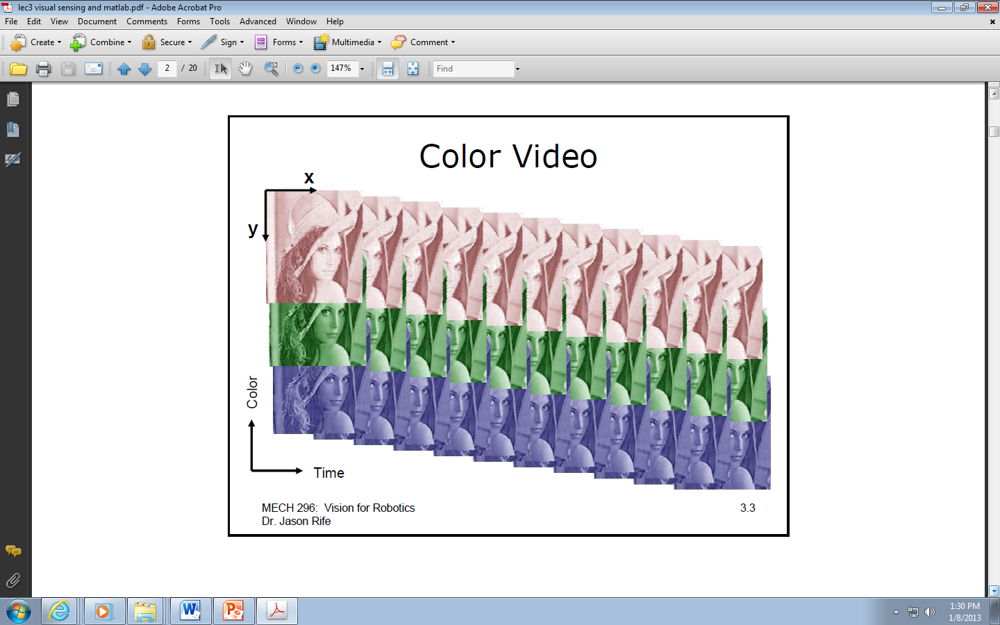 lec3 visual sensing and matlab.pdf - Adobe Acrobat Pro
File Edit View Document Comments Forms Tools Advanced Window Help
Create Combine Secure Sign Forms Multimedia Comment
2 / 20 147% Find
Color Video
x
y
Color
Time
MECH 296: Vision for Robotics 3.3
Dr. Jason Rife
1:30 PM
1/8/2013